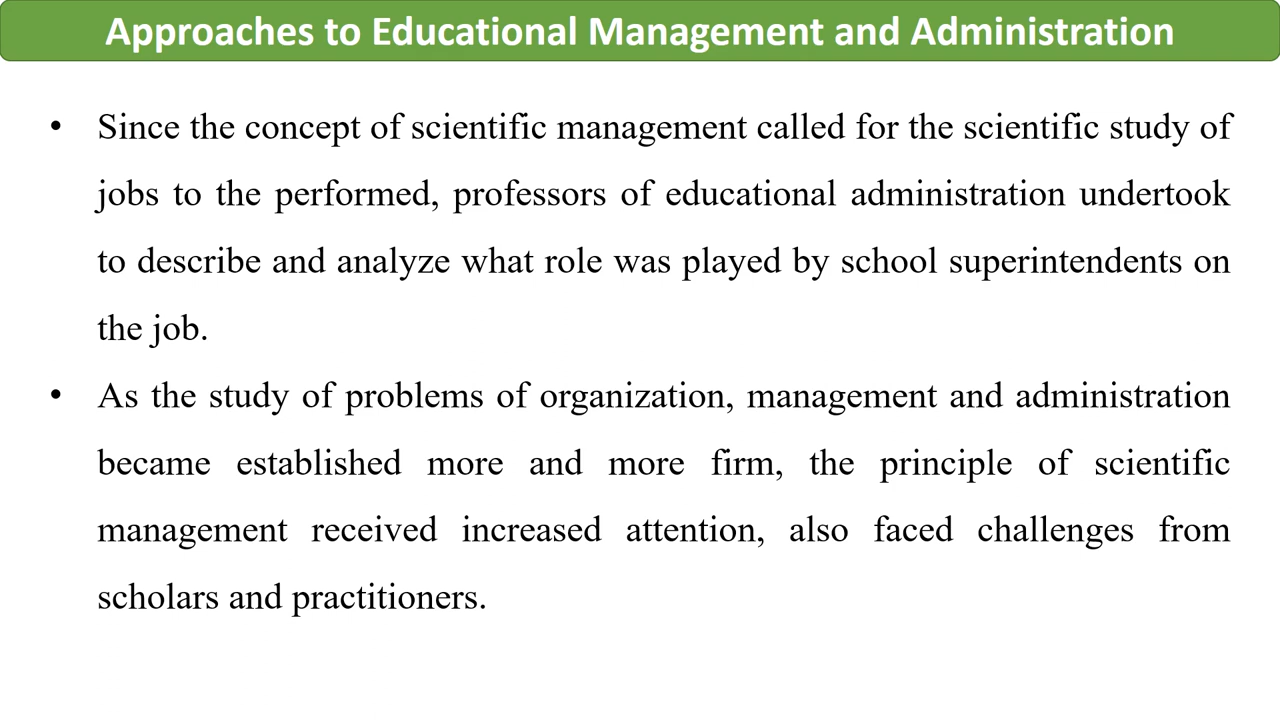 Approaches to Educational Management and Administration
• Since the concept of scientific management called for the scientific study of
jobs to the performed, professors of educational administration undertook
to describe and analyze what role was played by school superintendents on
the job.
• As the study of problems of organization, management and administration
became established more and more firm, the principle of scientific
management received increased attention, also faced challenges from
scholars and practitioners.